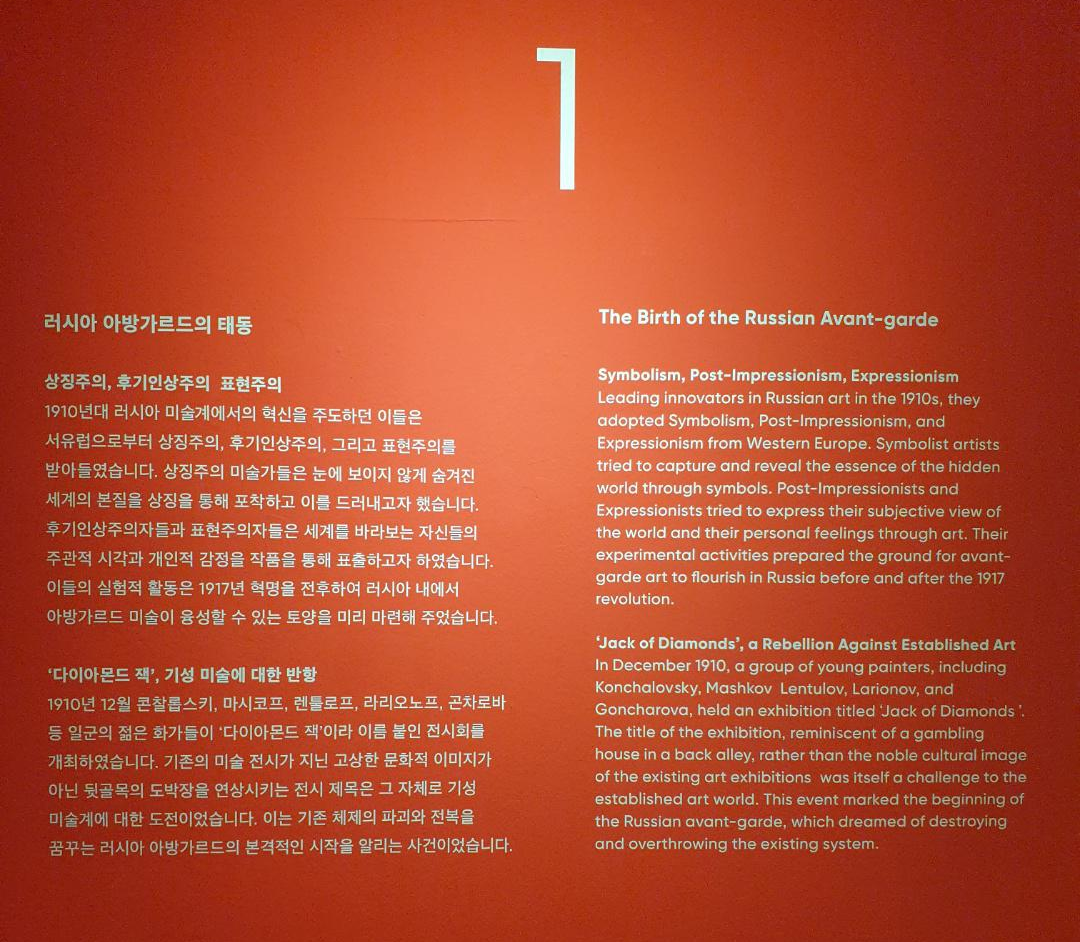 1
러시아 아방가르드의 태동
상징주의, 후기인상주의 표현주의
1910년대 러시아 미술계에서의 혁신을 주도하던 이들은
서유럽으로부터 상징주의, 후기인상주의, 그리고 표현주의를
받아들였습니다. 상징주의 미술가들은 눈에 보이지 않게 숨겨진
세계의 본질을 상징을 통해 포착하고 이를 드러내고자 했습니다.
후기인상주의자들과 표현주의자들은 세계를 바라보는 자신들의
주관적 시각과 개인적 감정을 작품을 통해 표출하고자 하였습니다.
이들의 실험적 활동은 1917년 혁명을 전후하여 러시아 내에서
아방가르드 미술이 융성할 수 있는 토양을 미리 마련해 주었습니다.
‘다이아몬드 잭’, 기성 미술에 대한 반항
1910년 12월 콘찰롭스키, 마시코프, 렌툴로프, 라리오노프, 곤차로바
등 일군의 젊은 화가들이 ‘다이아몬드 잭’이라 이름 붙인 전시회를
개최하였습니다. 기존의 미술 전시가 지닌 고상한 문화적 이미지가
아닌 뒷골목의 도박장을 연상시키는 전시 제목은 그 자체로 기성
미술계에 대한 도전이었습니다. 이는 기존 체제의 파괴와 전복을
꿈꾸는 러시아 아방가르드의 본격적인 시작을 알리는 사건이었습니다.
The Birth of the Russian Avant-garde
Symbolism, Post-Impressionism, Expressionism
Leading innovators in Russian art in the 1910s, they
adopted Symbolism, Post-Impressionism, and
Expressionism from Western Europe. Symbolist artists
tried to capture and reveal the essence of the hidden
world through symbols. Post-Impressionists and
Expressionists tried to express their subjective view of
the world and their personal feelings through art. Their
experimental activities prepared the ground for avant-
garde art to flourish in Russia before and after the 1917
revolution.
‘Jack of Diamonds’, a Rebellion Against Established Art
In December 1910, a group of young painters, including
Konchalovsky, Mashkov Lentulov, Larionov, and
Goncharova, held an exhibition titled ‘Jack of Diamonds ’.
The title of the exhibition, reminiscent of a gambling
house in a back alley, rather than the noble cultural image
of the existing art exhibitions was itself a challenge to the
established art world. This event marked the beginning of
the Russian avant-garde, which dreamed of destroying
and overthrowing the existing system.